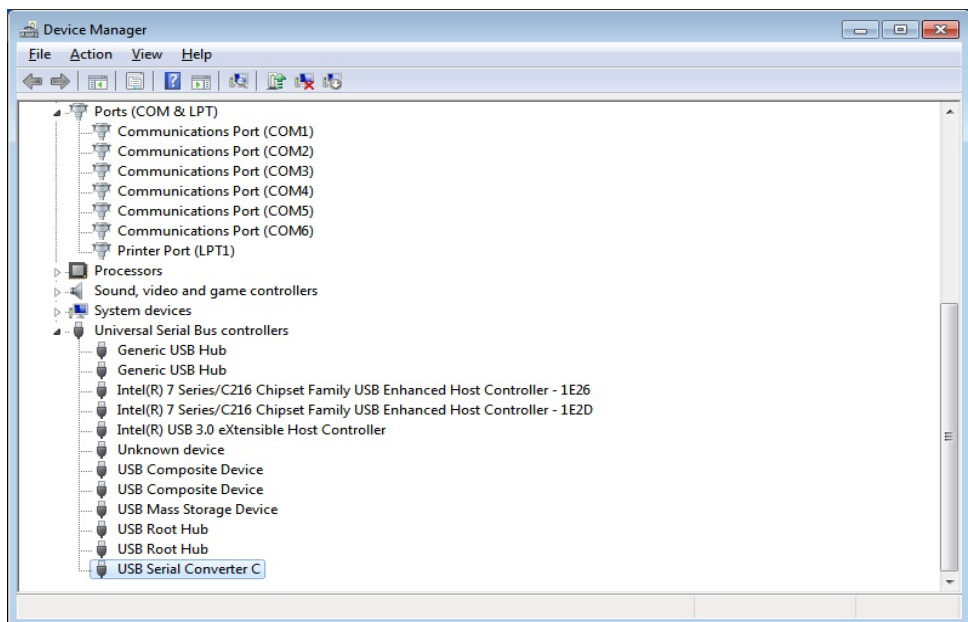 Device Manager
File Action View Help
Ports (COM & LPT)
Communications Port (COM1)
Communications Port (COM2)
Communications Port (COM3)
Communications Port (COM4)
Communications Port (COM5)
Communications Port (COM6)
Printer Port (LPT1)
Processors
Sound, video and game controllers
System devices
Universal Serial Bus controllers
Generic USB Hub
Generic USB Hub
Intel(R) 7 Series/C216 Chipset Family USB Enhanced Host Controller - 1E26
Intel(R) 7 Series/C216 Chipset Family USB Enhanced Host Controller - 1E2D
Intel(R) USB 3.0 eXtensible Host Controller
Unknown device
USB Composite Device
USB Composite Device
USB Mass Storage Device
USB Root Hub
USB Root Hub
USB Serial Converter C